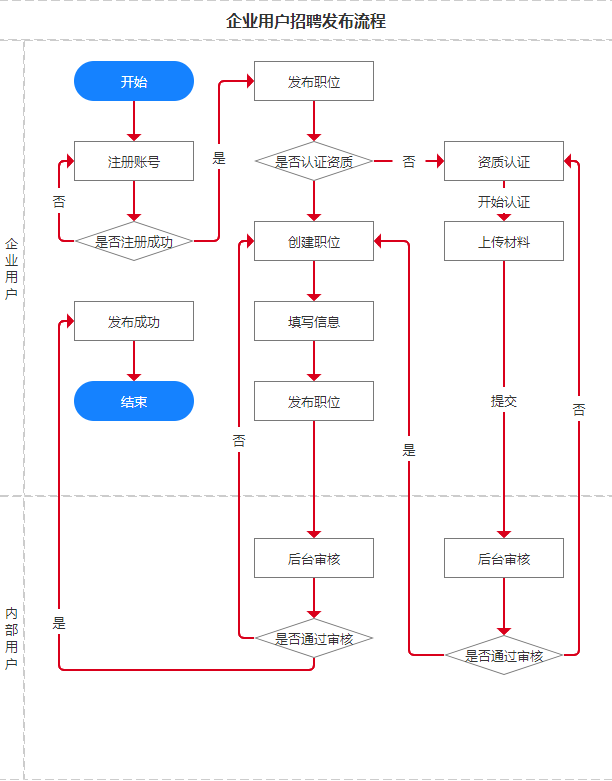 企业用户招聘发布流程
开始
发布职位
注册账号
是
是否认证资质
否
资质认证
否
开始认证
是否注册成功
创建职位
上传材料
企业用户
发布成功
填写信息
结束
发布职位
提交
否
否
是
后台审核
后台审核
内部用户
是
是否通过审核
是否通过审核